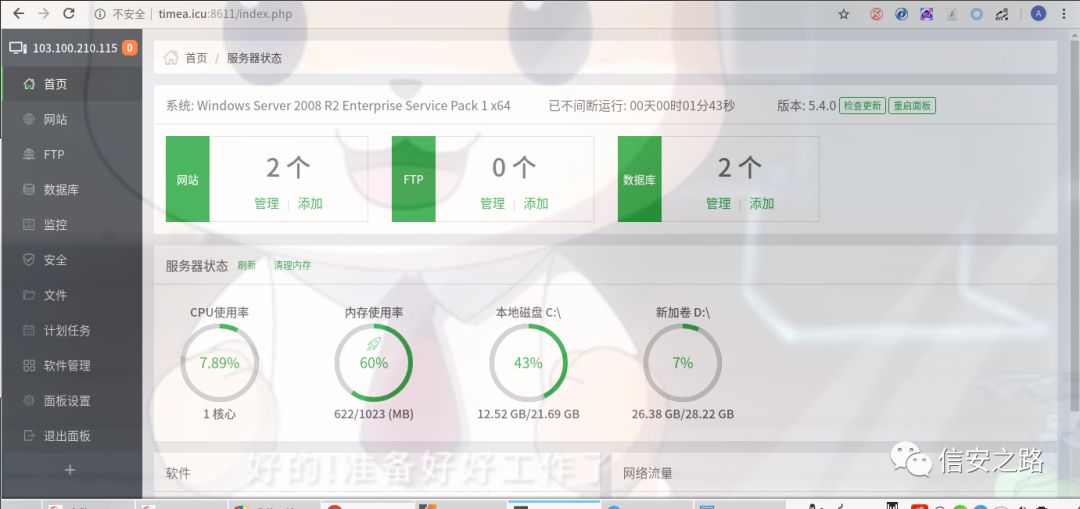 不安全 | timea.icu:8611/index.php
103.100.210.115 0
首页
网站
FTP
数据库
监控
安全
文件
计划任务
软件管理
面板设置
退出面板
+
首页 / 服务器状态
系统: Windows Server 2008 R2 Enterprise Service Pack 1 x64 已不间断运行: 00天00时01分43秒 版本: 5.4.0 检查更新 重启面板
网站 2 个 管理 | 添加
FTP 0 个 管理 | 添加
数据库 2 个 管理 | 添加
服务器状态 刷新 清理内存
CPU使用率 内存使用率 本地磁盘 C:\ 新加卷 D:\
7.89% 60% 43% 7%
1 核心 622/1023 (MB) 12.52 GB/21.69 GB 26.38 GB/28.22 GB
软件 网络流量
好的!准备好好工作了
信安之路